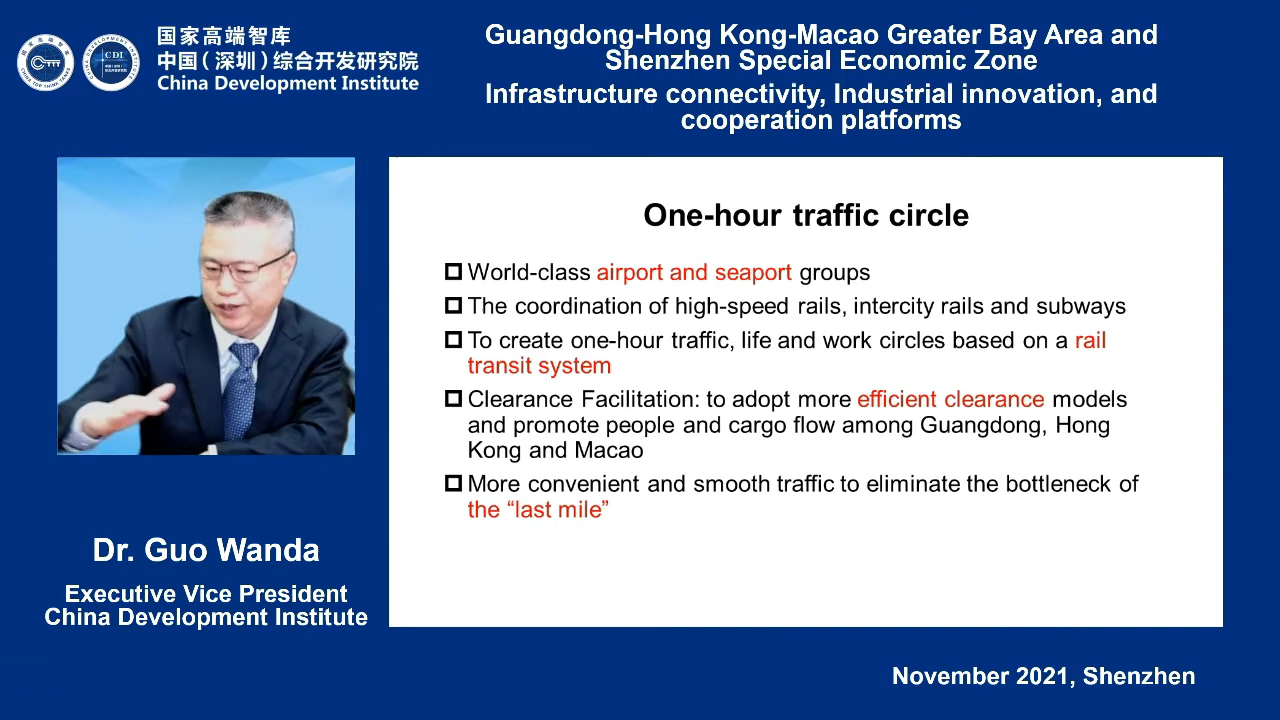 国家高端智库
中国（深圳）综合开发研究院
China Development Institute
CDI
Guangdong-Hong Kong-Macao Greater Bay Area and
Shenzhen Special Economic Zone
Infrastructure connectivity, Industrial innovation, and
cooperation platforms
One-hour traffic circle
World-class airport and seaport groups
The coordination of high-speed rails, intercity rails and subways
To create one-hour traffic, life and work circles based on a rail
transit system
Clearance Facilitation: to adopt more efficient clearance models
and promote people and cargo flow among Guangdong, Hong
Kong and Macao
More convenient and smooth traffic to eliminate the bottleneck of
the “last mile”
Dr. Guo Wanda
Executive Vice President
China Development Institute
November 2021, Shenzhen